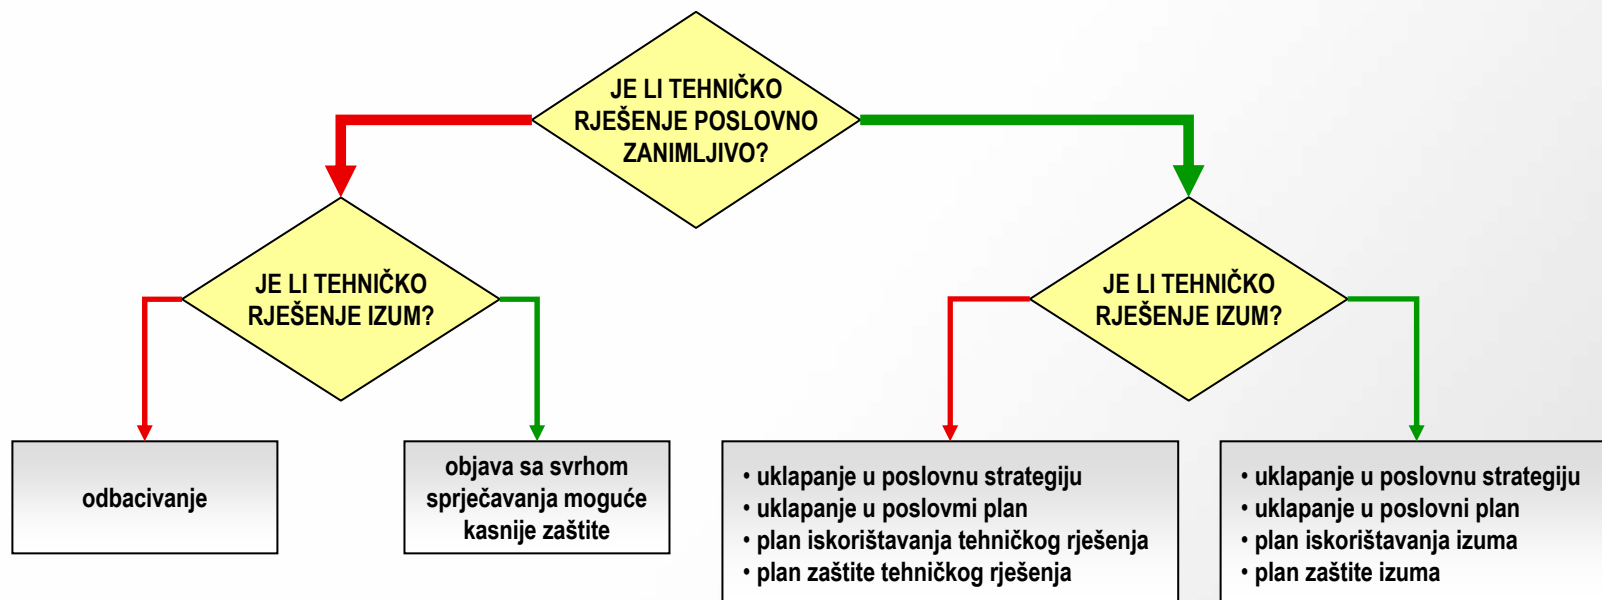 JE LI TEHNIČKO
RJEŠENJE POSLOVNO
ZANIMLJIVO?
JE LI TEHNIČKO
RJEŠENJE IZUM?
JE LI TEHNIČKO
RJEŠENJE IZUM?
odbacivanje
objava sa svrhom
sprječavanja moguće
kasnije zaštite
• uklapanje u poslovnu strategiju
• uklapanje u poslovmi plan
• plan iskorištavanja tehničkog rješenja
• plan zaštite tehničkog rješenja
• uklapanje u poslovnu strategiju
• uklapanje u poslovni plan
• plan iskorištavanja izuma
• plan zaštite izuma